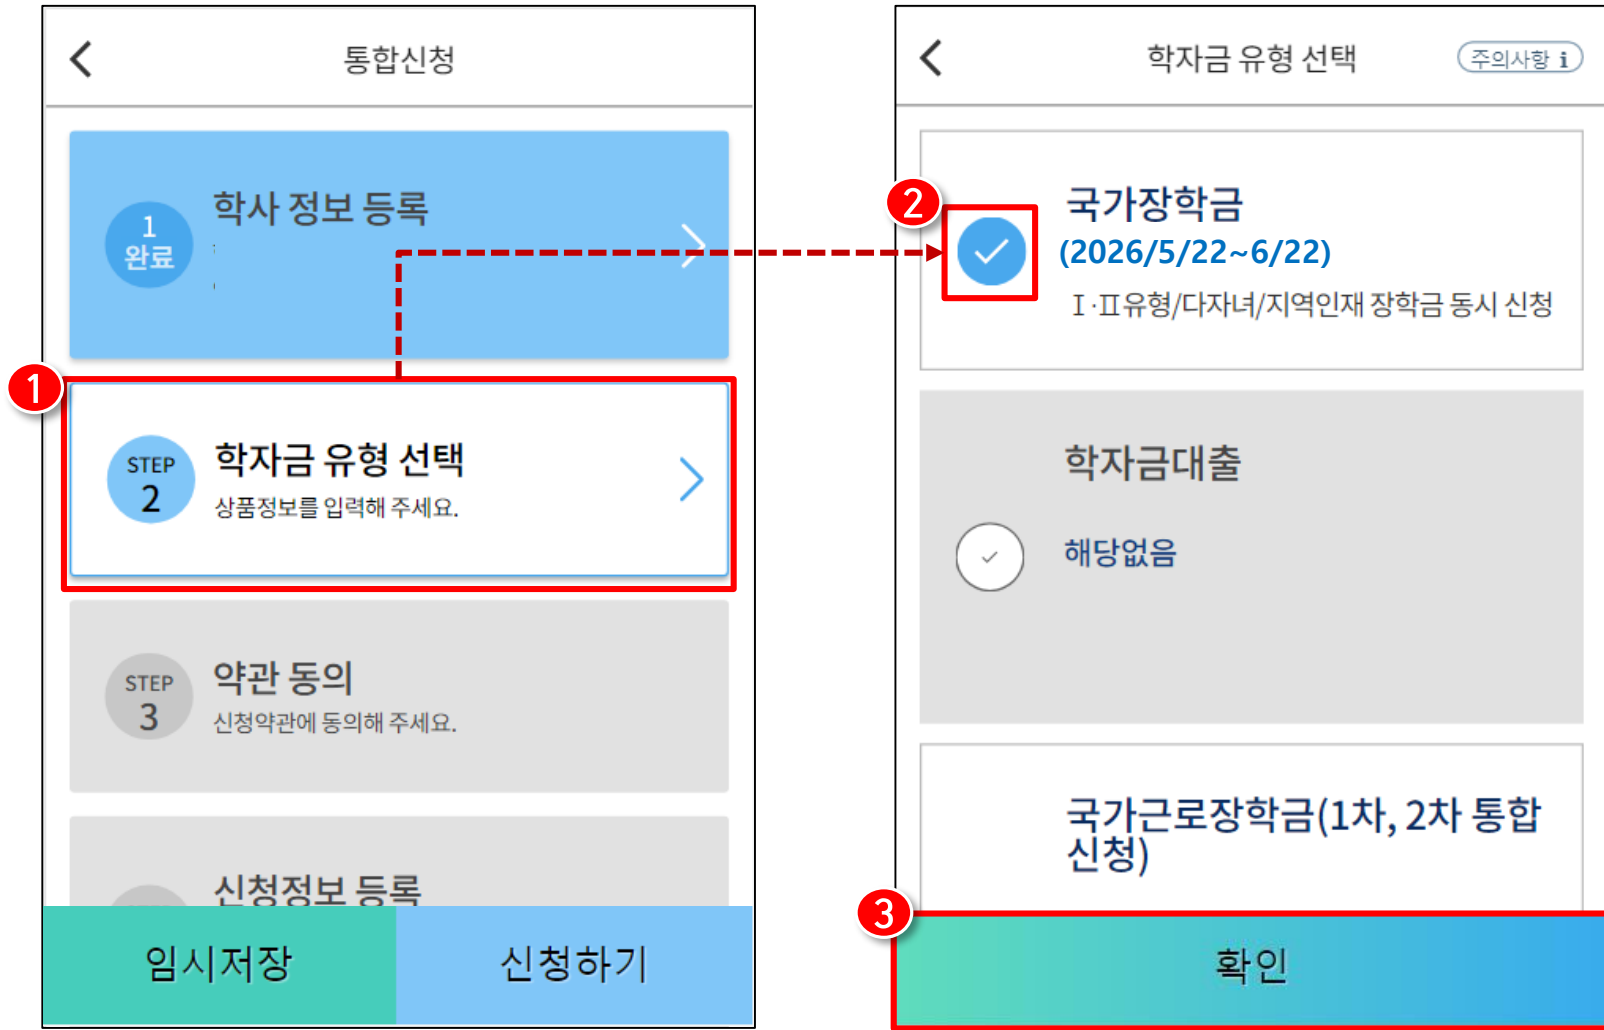 통합신청
1
완료
학사 정보 등록
1
STEP
2
학자금 유형 선택
상품정보를 입력해 주세요.
STEP
3
약관 동의
신청약관에 동의해 주세요.
신청정보 등록
임시저장
신청하기
학자금 유형 선택
주의사항 i
2
국가장학금
(2026/5/22~6/22)
Ⅰ·Ⅱ유형/다자녀/지역인재 장학금 동시 신청
학자금대출
해당없음
국가근로장학금(1차, 2차 통합
신청)
3
확인